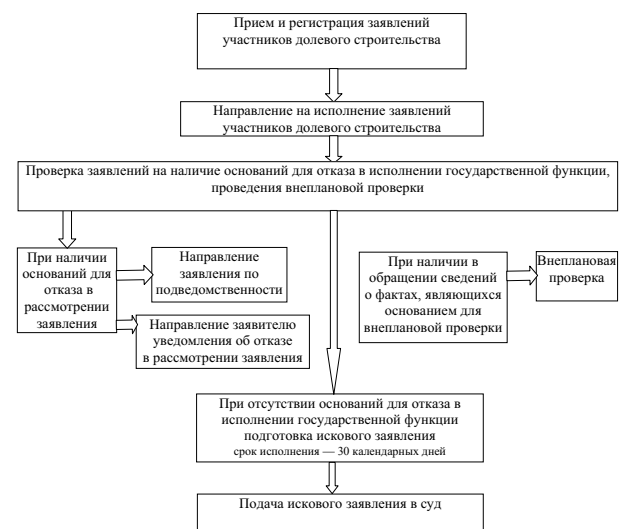 Прием и регистрация заявлений
участников долевого строительства
Направление на исполнение заявлений
участников долевого строительства
Проверка заявлений на наличие оснований для отказа в исполнении государственной функции,
проведения внеплановой проверки
При наличии
оснований для
отказа в
рассмотрении
заявления
Направление
заявления по
подведомственности
Направление заявителю
уведомления об отказе
в рассмотрении заявления
При наличии в
обращении сведений
о фактах, являющихся
основанием для
внеплановой проверки
Внеплановая
проверка
При отсутствии оснований для отказа в
исполнении государственной функции
подготовка искового заявления
срок исполнения — 30 календарных дней
Подача искового заявления в суд